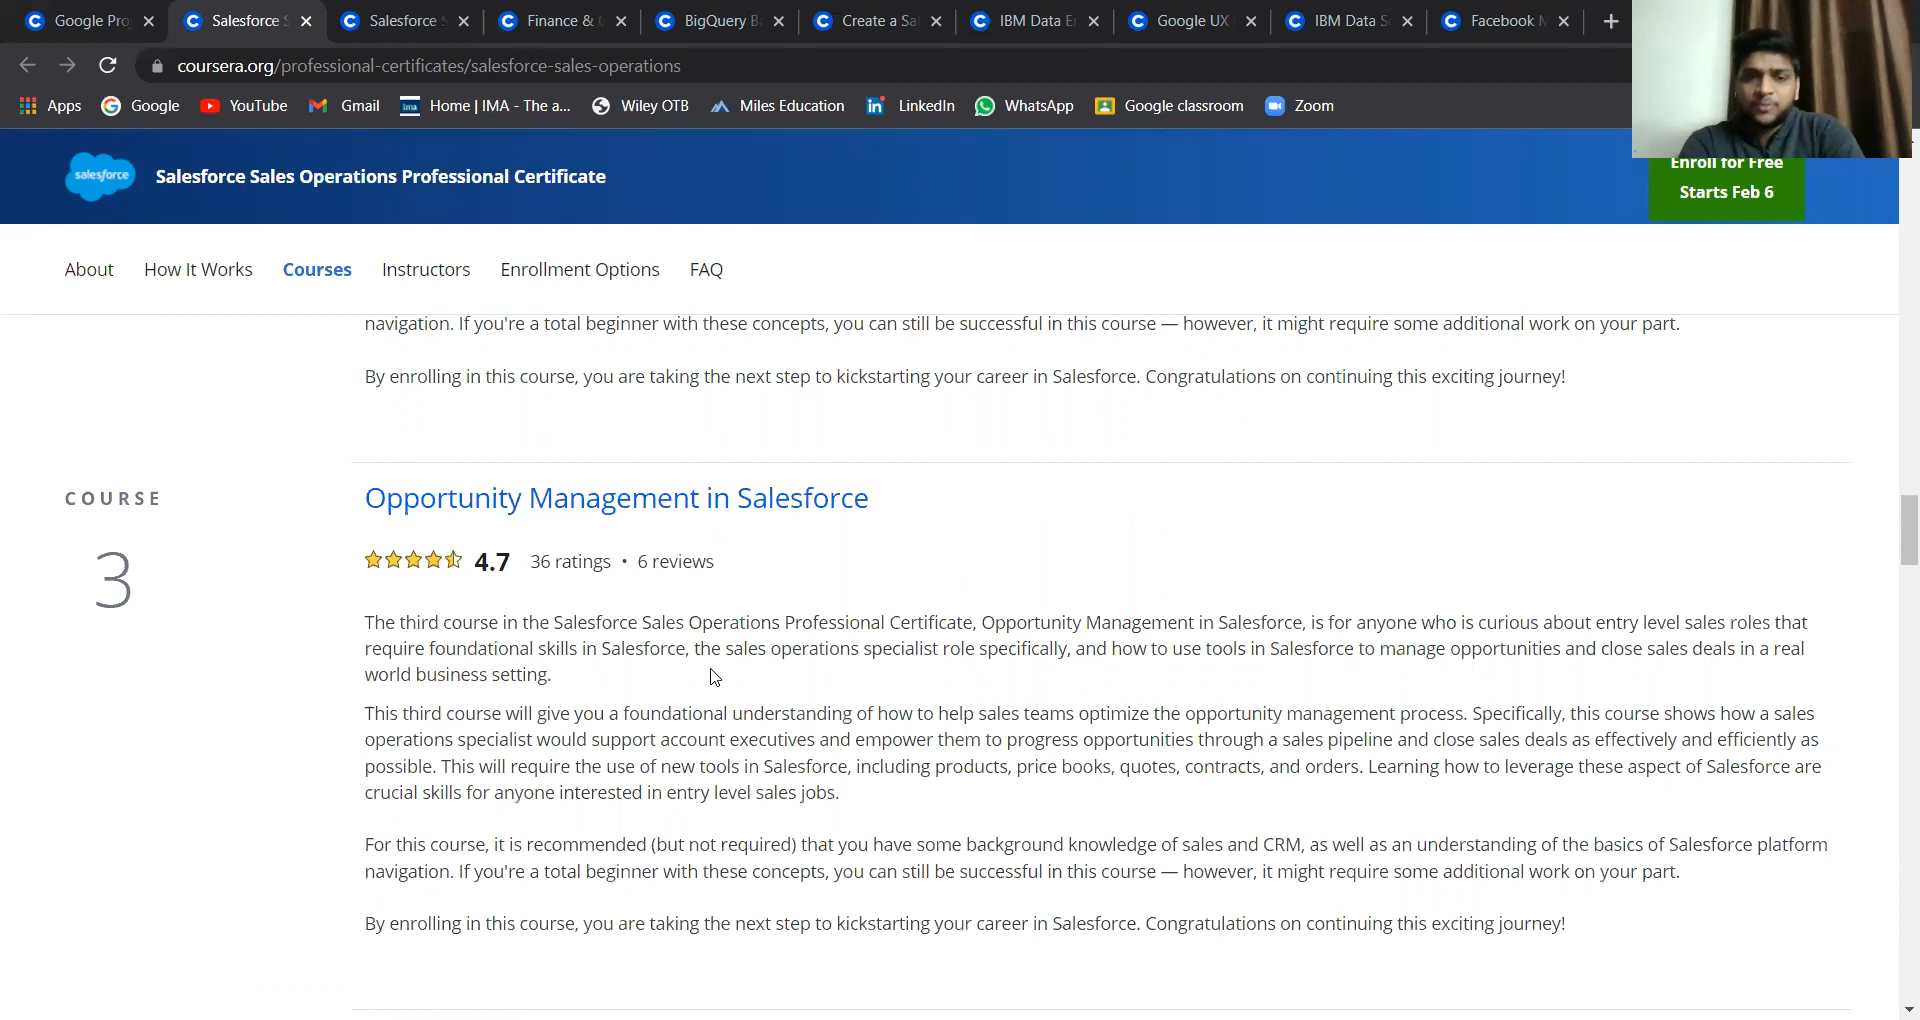 Google Pro
Salesforce S
Salesforce S
Finance &
BigQuery B
Create a Sa
IBM Data E
Google UX
IBM Data S
Facebook M
coursera.org/professional-certificates/salesforce-sales-operations
Apps
Google
YouTube
Gmail
ima
Home | IMA - The a...
Wiley OTB
Miles Education
LinkedIn
WhatsApp
Google classroom
Zoom
salesforce
Salesforce Sales Operations Professional Certificate
Enroll for Free
Starts Feb 6
About
How It Works
Courses
Instructors
Enrollment Options
FAQ
navigation. If you're a total beginner with these concepts, you can still be successful in this course — however, it might require some additional work on your part.
By enrolling in this course, you are taking the next step to kickstarting your career in Salesforce. Congratulations on continuing this exciting journey!
COURSE
3
Opportunity Management in Salesforce
4.7 36 ratings • 6 reviews
The third course in the Salesforce Sales Operations Professional Certificate, Opportunity Management in Salesforce, is for anyone who is curious about entry level sales roles that
require foundational skills in Salesforce, the sales operations specialist role specifically, and how to use tools in Salesforce to manage opportunities and close sales deals in a real
world business setting.
This third course will give you a foundational understanding of how to help sales teams optimize the opportunity management process. Specifically, this course shows how a sales
operations specialist would support account executives and empower them to progress opportunities through a sales pipeline and close sales deals as effectively and efficiently as
possible. This will require the use of new tools in Salesforce, including products, price books, quotes, contracts, and orders. Learning how to leverage these aspect of Salesforce are
crucial skills for anyone interested in entry level sales jobs.
For this course, it is recommended (but not required) that you have some background knowledge of sales and CRM, as well as an understanding of the basics of Salesforce platform
navigation. If you're a total beginner with these concepts, you can still be successful in this course — however, it might require some additional work on your part.
By enrolling in this course, you are taking the next step to kickstarting your career in Salesforce. Congratulations on continuing this exciting journey!